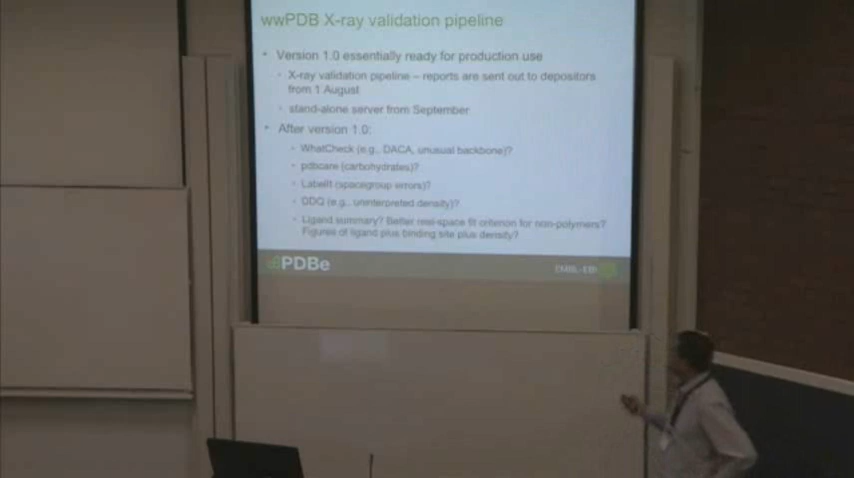 wwPDB X-ray validation pipeline
• Version 1.0 essentially ready for production use
• X-ray validation pipeline – reports are sent out to depositors
from 1 August
• stand-alone server from September
• After version 1.0:
• WhatCheck (e.g., DACA, unusual backbone)?
• pdbcare (carbohydrates)?
• Labelit (spacegroup errors)?
• DDQ (e.g., uninterpreted density)?
• Ligand summary? Better real-space fit criterion for non-polymers?
Figures of ligand plus binding site plus density?
PDBe
EMBL-EBI